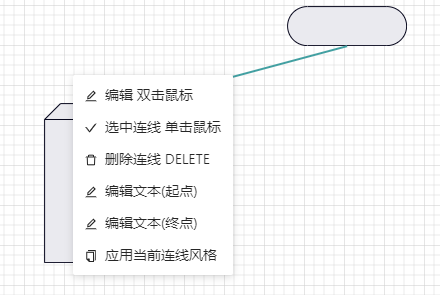 编辑 双击鼠标
选中连线 单击鼠标
删除连线 DELETE
编辑文本(起点)
编辑文本(终点)
应用当前连线风格